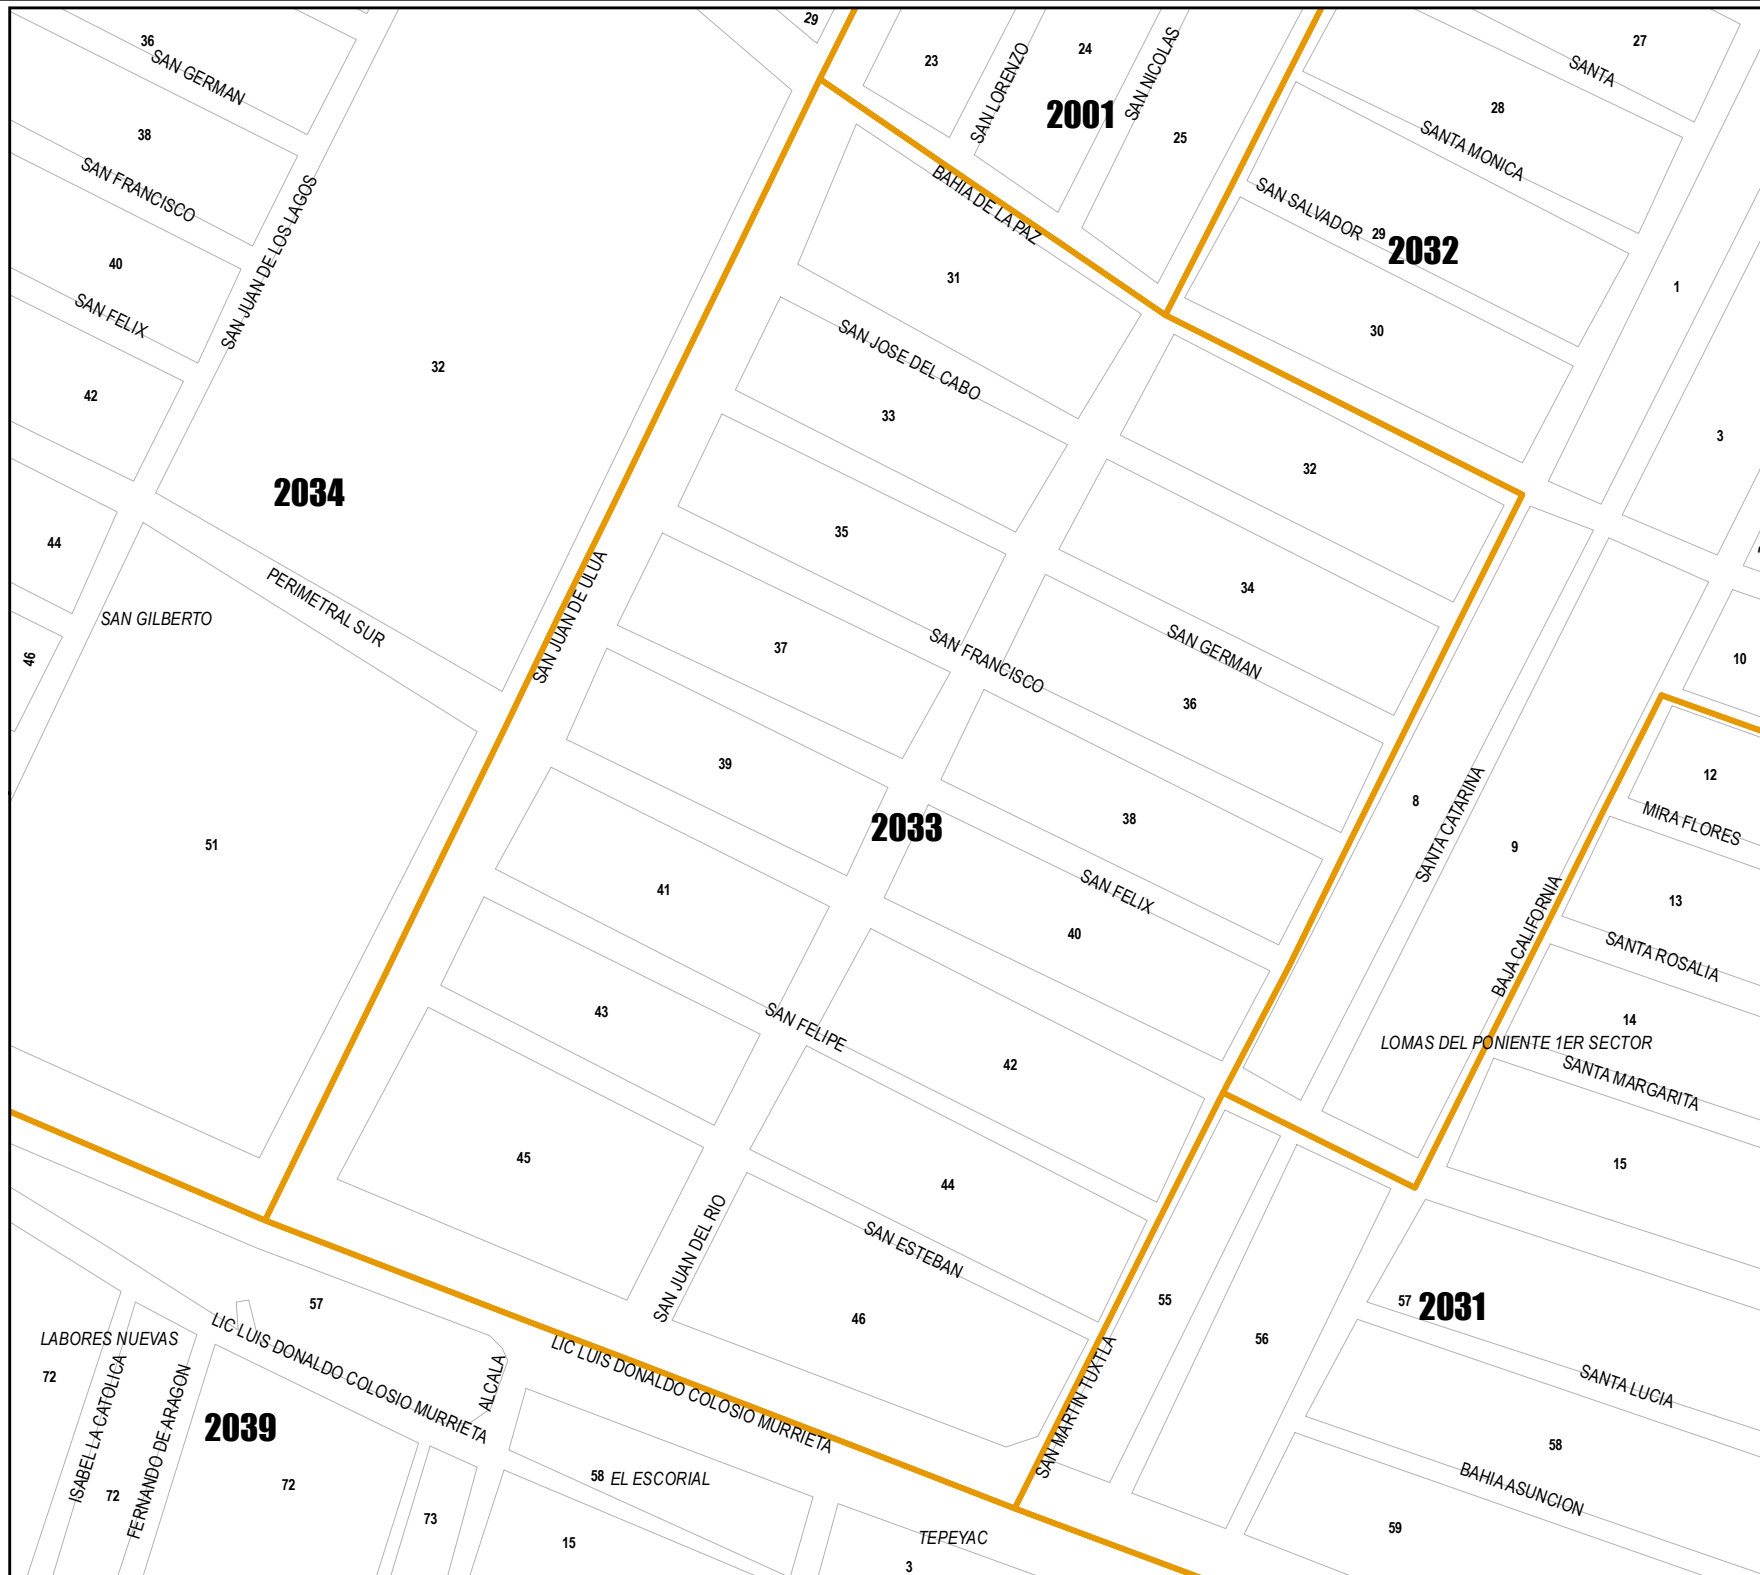 29
36
SAN GERMAN
23
SAN LORENZO
24
SAN NICOLAS
2001
25
27
SANTA
28
SANTA MONICA
38
SAN FRANCISCO
SAN JUAN DE LOS LAGOS
BAHIA DE LA PAZ
SAN SALVADOR
29
2032
40
SAN FELIX
31
1
30
SAN JOSE DEL CABO
32
42
33
3
32
2034
44
35
34
PERIMETRAL SUR
SAN GILBERTO
SAN JUAN DE ULUA
46
37
SAN FRANCISCO
SAN GERMAN
10
36
39
12
8
SANTA CATARINA
MIRA FLORES
2033
38
51
9
41
SAN FELIX
13
BAJA CALIFORNIA
40
SANTA ROSALIA
43
SAN FELIPE
14
LOMAS DEL PONIENTE 1ER SECTOR
42
SANTA MARGARITA
45
15
44
SAN JUAN DEL RIO
SAN ESTEBAN
57
55
57
2031
46
LABORES NUEVAS
LIC LUIS DONALDO COLOSIO MURRIETA
LIC LUIS DONALDO COLOSIO MURRIETA
56
72
ISABEL LA CATOLICA
FERNANDO DE ARAGON
ALCALA
SAN MARTIN TUXTLA
SANTA LUCIA
2039
58
58
EL ESCORIAL
BAHIA ASUNCION
72
72
73
15
TEPEYAC
59
3